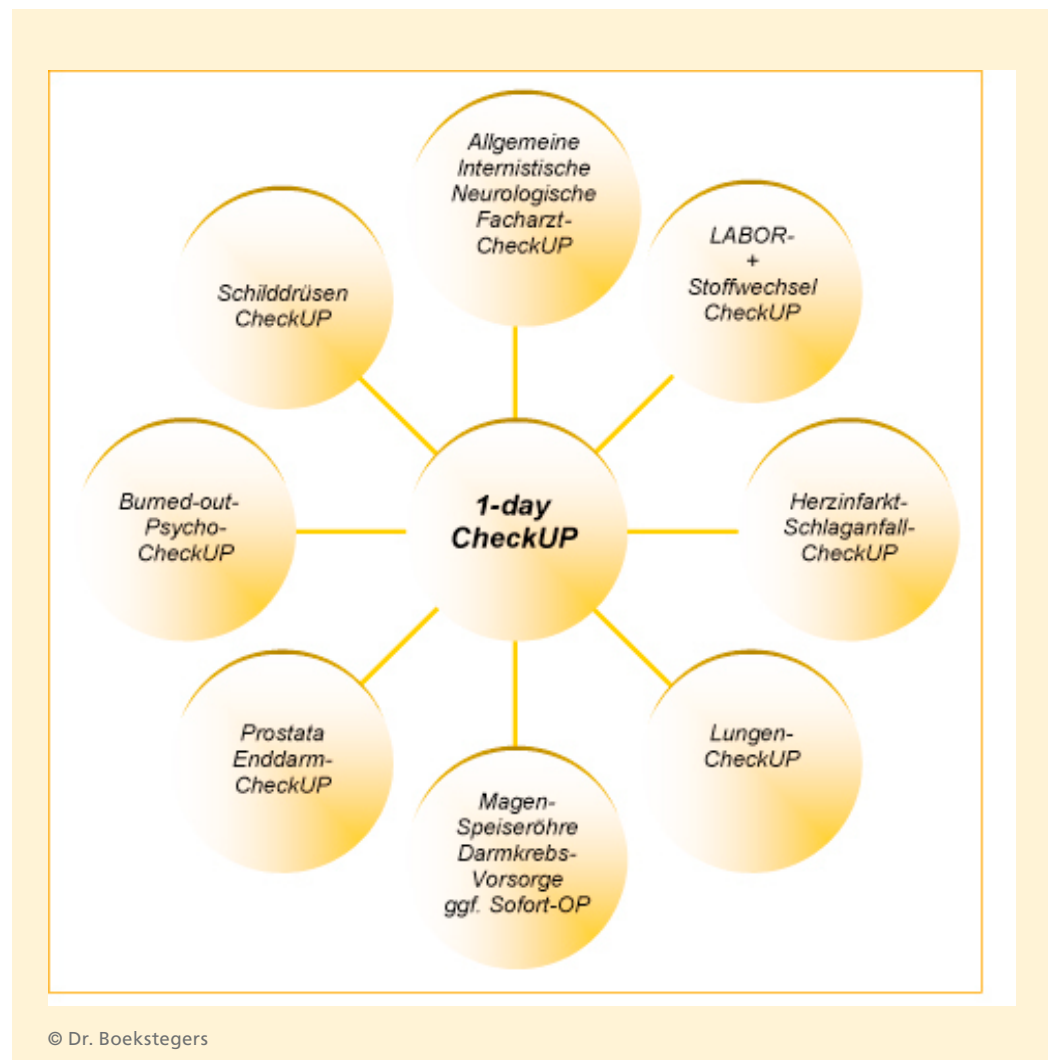 Allgemeine
Internistische
Neurologische
Facharzt-
CheckUP
LABOR-
+
Stoffwechsel
CheckUP
Schilddrüsen
CheckUP
1-day
CheckUP
Herzinfarkt-
Schlaganfall-
CheckUP
Burned-out-
Psycho-
CheckUP
Lungen-
CheckUP
Prostata
Enddarm-
CheckUP
Magen-
Speiseröhre
Darmkrebs-
Vorsorge
ggf. Sofort-OP
© Dr. Boekstegers